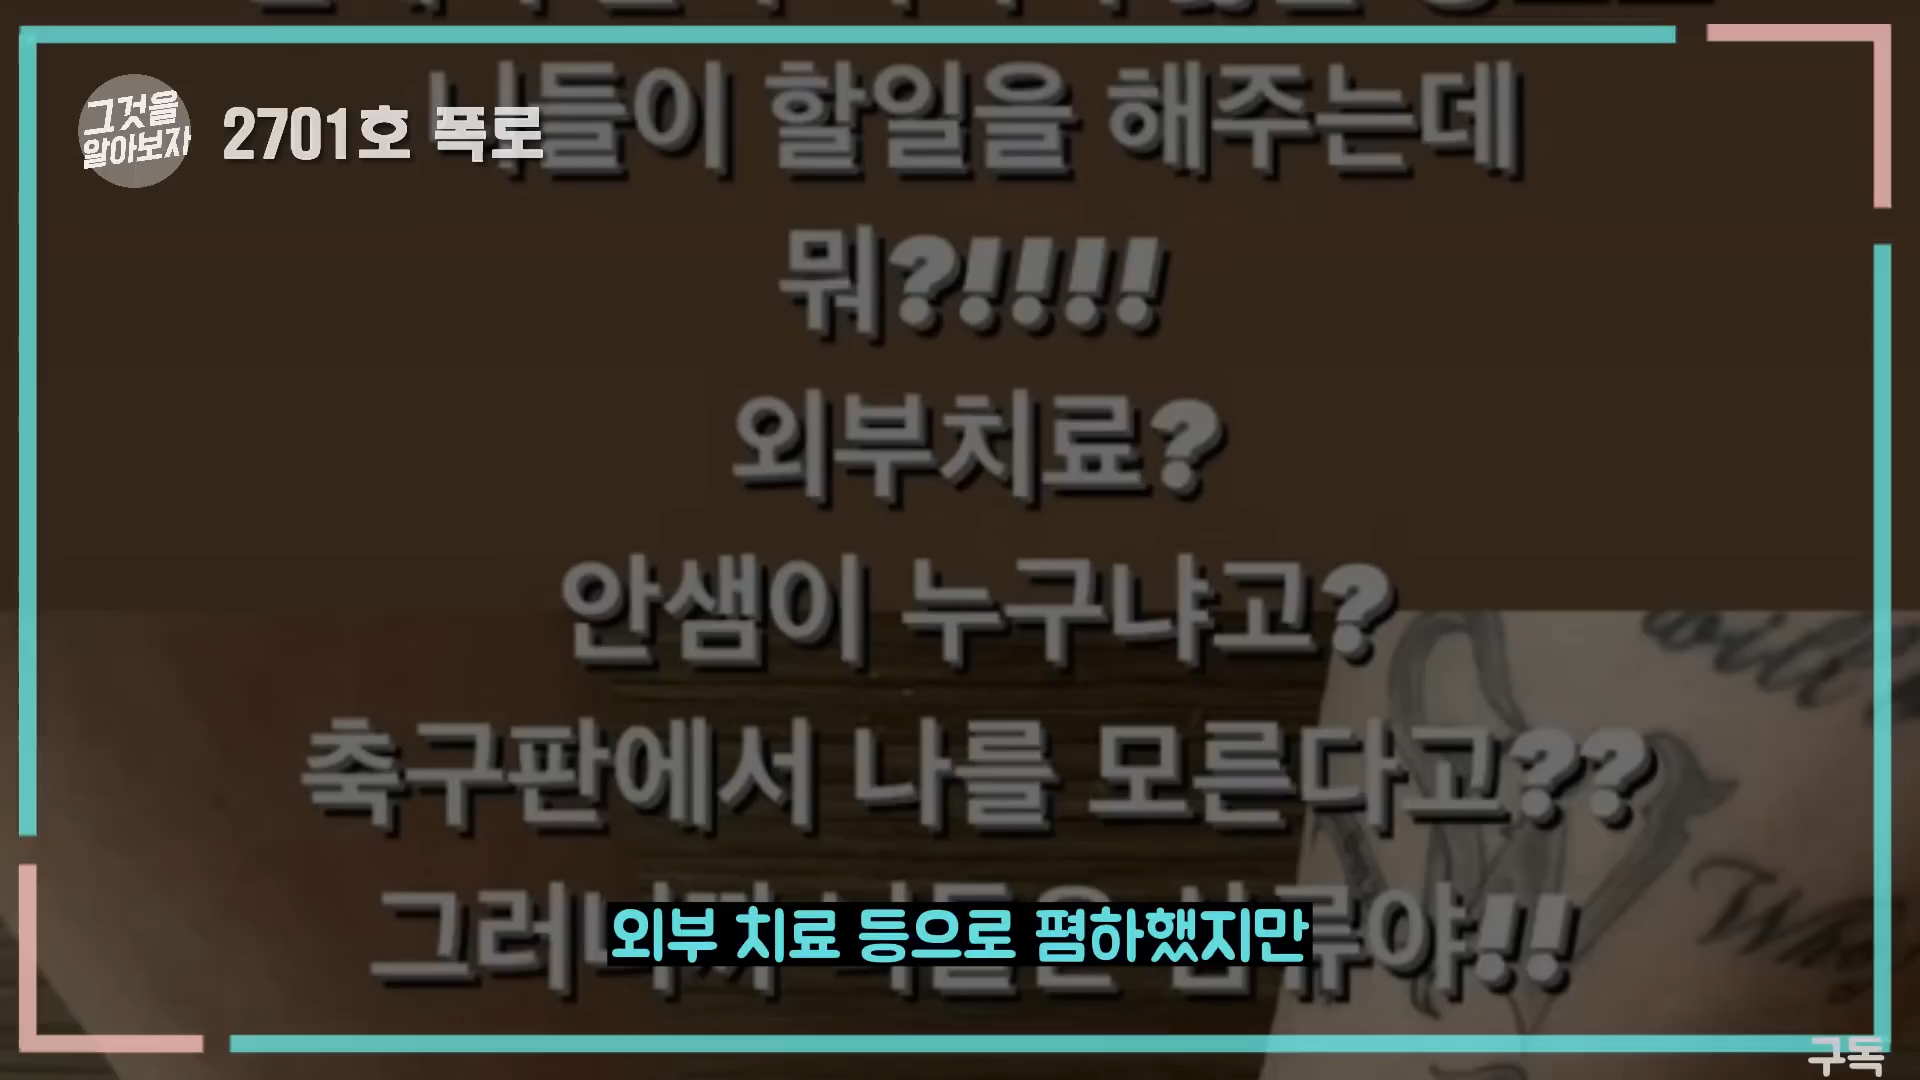 니들이 할일을 해주는데
그것을
알아보자
2701호 폭로
뭐?!!!!
외부치료?
안샘이 누구냐고?
축구판에서 나를 모른다고??
외부 치료 등으로 폄하했지만
will
Why
구독